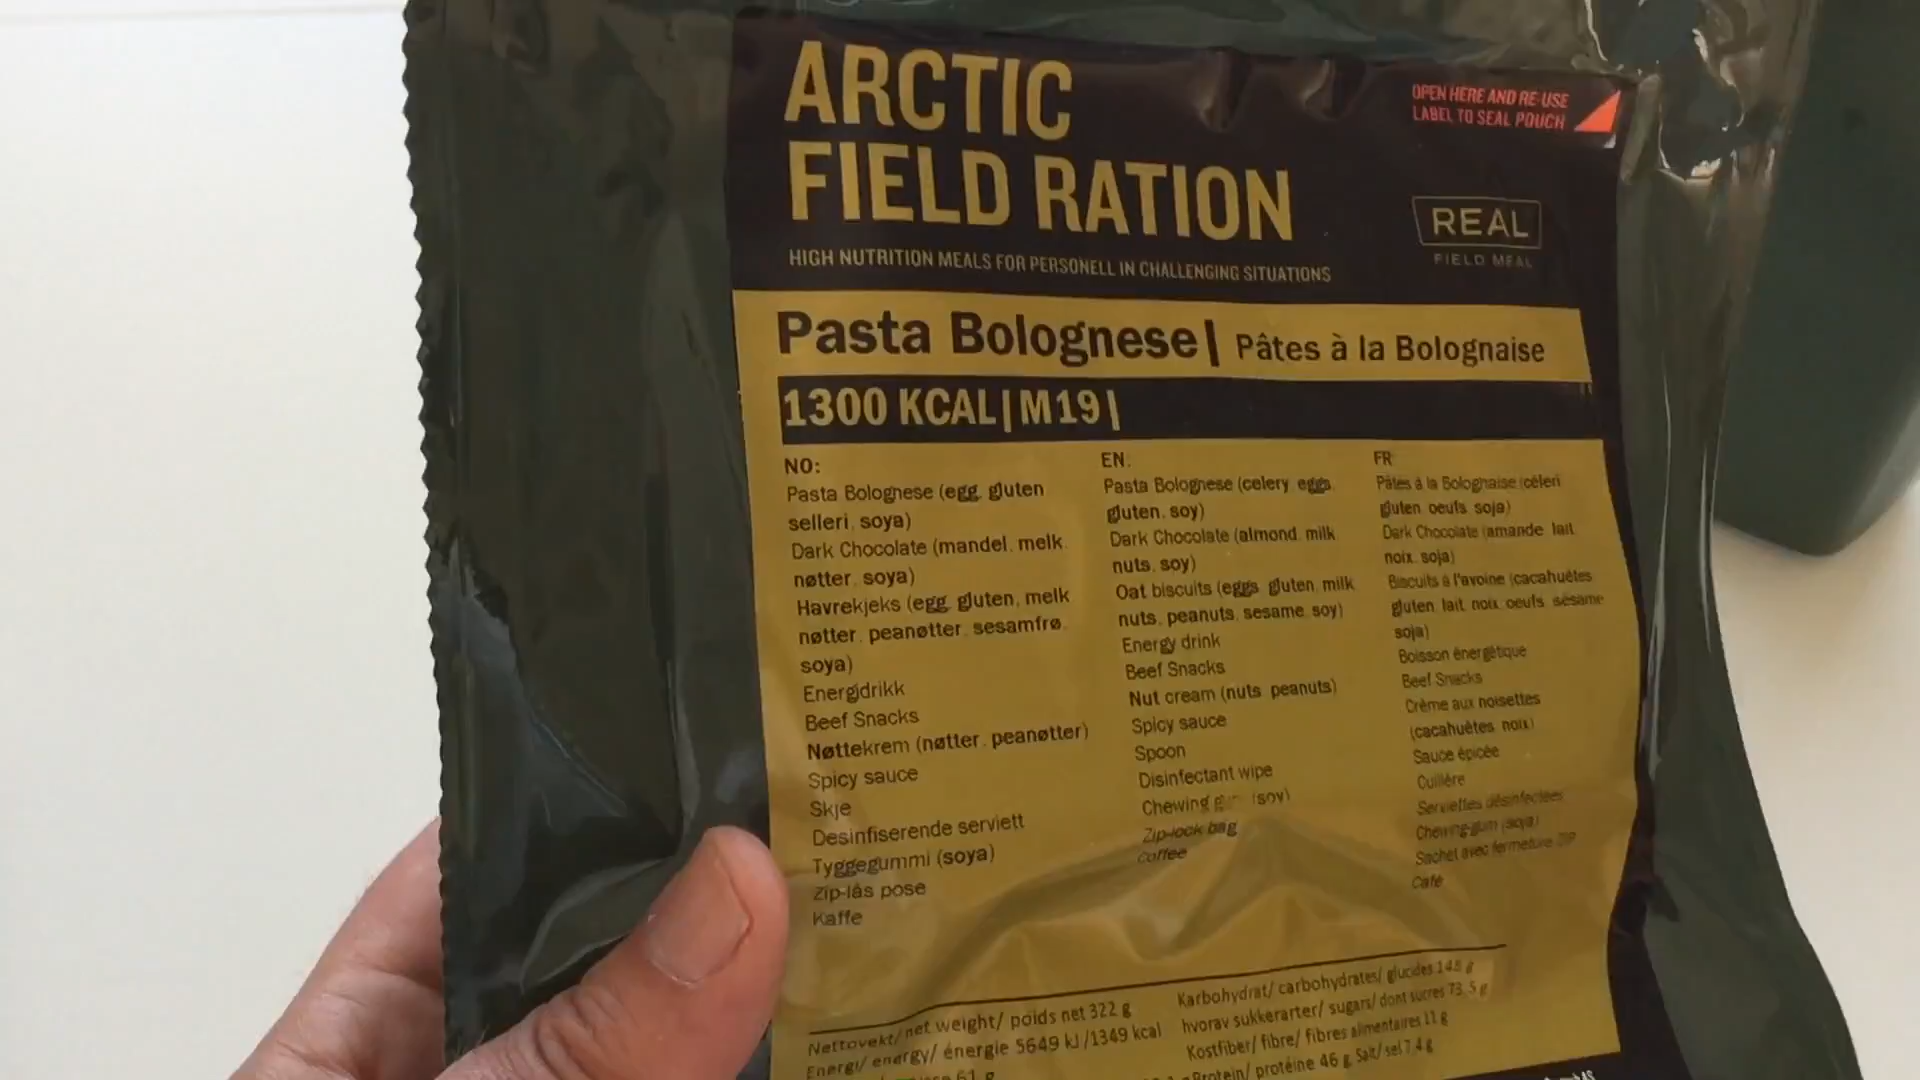 ARCTIC
FIELD RATION
HIGH NUTRITION MEALS FOR PERSONELL IN CHALLENGING SITUATIONS
OPEN HERE AND RE-USE
LABEL TO SEAL POUCH
REAL
FIELD MEAL
Pasta Bolognese | Pâtes à la Bolognaise
1300 KCAL | M19 |
NO:
Pasta Bolognese (egg, gluten
selleri, soya)
Dark Chocolate (mandel, melk,
nøtter, soya)
Havrekjeks (egg, gluten, melk
nøtter, peanøtter, sesamfrø,
soya)
Energidrikk
Beef Snacks
Nøttekrem (nøtter, peanøtter)
Spicy sauce
Skje
Desinfiserende serviett
Tyggegummi (soya)
Zip-lås pose
Kaffe
EN:
Pasta Bolognese (celery, eggs,
gluten, soy)
Dark Chocolate (almond, milk
nuts, soy)
Oat biscuits (eggs, gluten, milk
nuts, peanuts, sesame, soy)
Energy drink
Beef Snacks
Nut cream (nuts, peanuts)
Spicy sauce
Spoon
Disinfectant wipe
Chewing (soy)
Zip-lock bag
Coffee
FR
Pâtes à la Bolognaise (céleri
gluten, oeufs, soja)
Dark Chocolate (amande, lait,
noix, soja)
Biscuits à l'avoine (cacahuètes
gluten, lait, noix, oeufs, sésame
soja)
Boisson énergétique
Beef Snacks
Crème aux noisettes
(cacahuètes, noix)
Sauce épicée
Cuillère
Serviettes désinfectées
Chewing-gum (soja)
Sachet avec fermeture ZIP
Café
Nettovekt/ net weight/ poids net 322 g
Energi/ energy/ énergie 5649 kJ /1349 kcal
61 g
Karbohydrat/ carbohydrates/ glucides 148 g
hvorav sukkerarter/ sugars/ dont sucres 73,5 g
Kostfiber/ fibre/ fibres alimentaires 11 g
Protein/ protéine 46 g, Salt/ sel 7,4 g